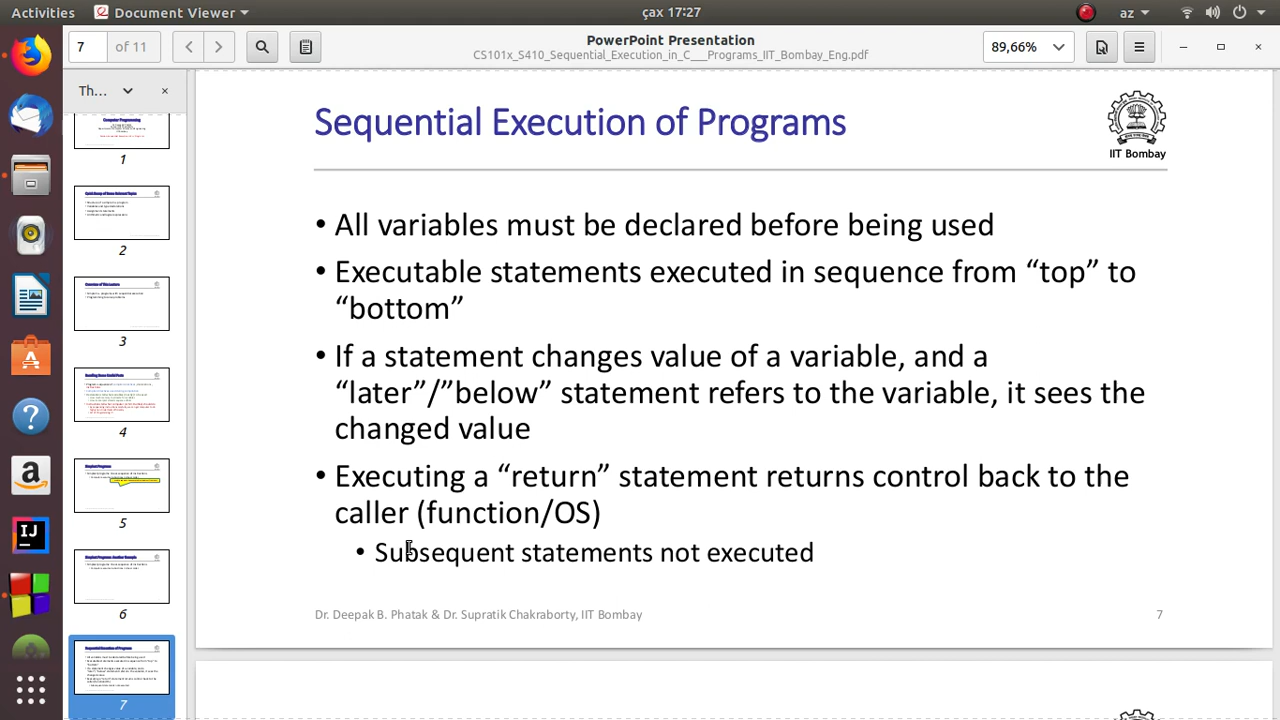 Activities
Document Viewer
çax 17:27
az
7
of 11
PowerPoint Presentation
CS101x_S410_Sequential_Execution_in_C___Programs_IIT_Bombay_Eng.pdf
89,66%
Th...
1
2
3
4
5
6
7
Sequential Execution of Programs
IIT Bombay
• All variables must be declared before being used
• Executable statements executed in sequence from “top” to
“bottom”
• If a statement changes value of a variable, and a
“later”/”below” statement refers to the variable, it sees the
changed value
• Executing a “return” statement returns control back to the
caller (function/OS)
• Subsequent statements not executed
Dr. Deepak B. Phatak & Dr. Supratik Chakraborty, IIT Bombay
7